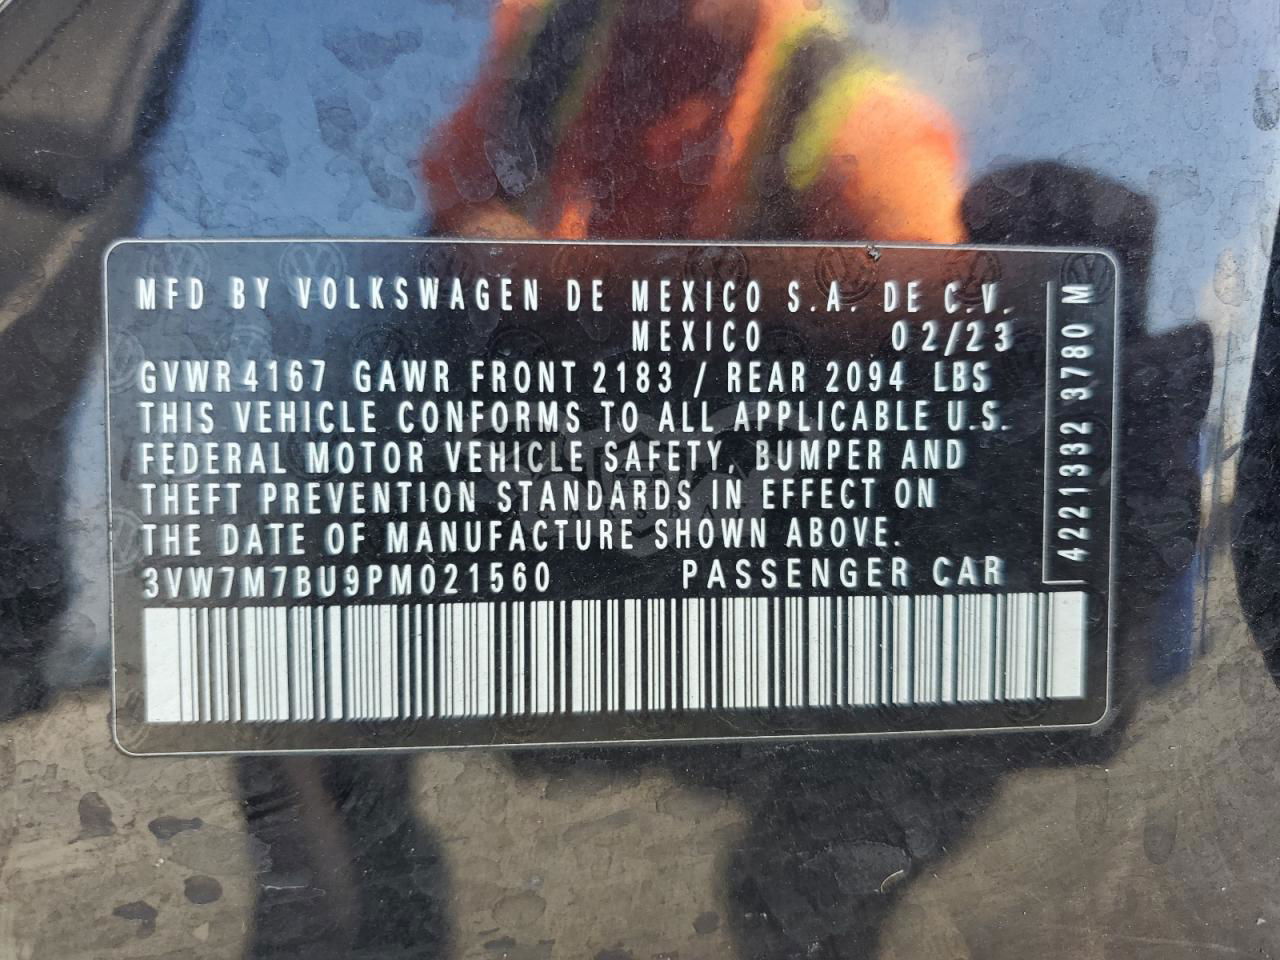 MFD BY VOLKSWAGEN DE MEXICO S.A. DE C.V.
MEXICO 02/23
GVWR 4167 GAWR FRONT 2183 / REAR 2094 LBS
THIS VEHICLE CONFORMS TO ALL APPLICABLE U.S.
FEDERAL MOTOR VEHICLE SAFETY, BUMPER AND
THEFT PREVENTION STANDARDS IN EFFECT ON
THE DATE OF MANUFACTURE SHOWN ABOVE.
3VW7M7BU9PM021560 PASSENGER CAR
4221332 3780 M